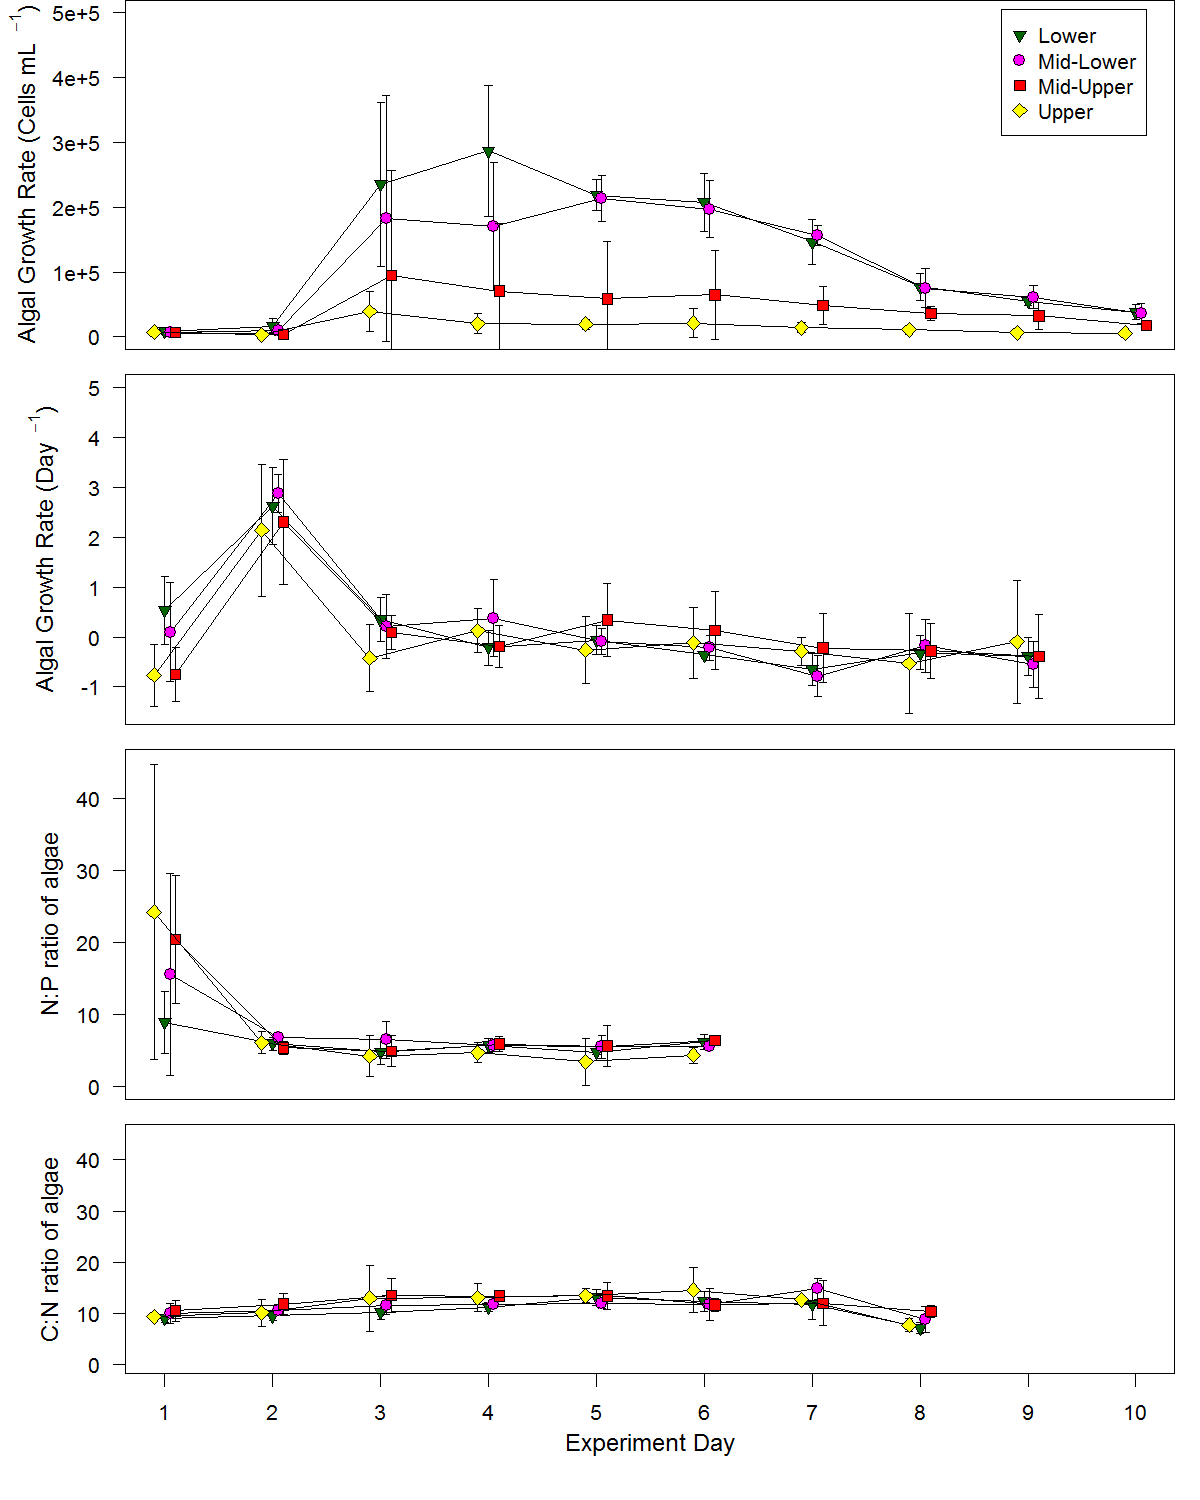 Algal Growth Rate (Cells mL −1)
5e+5
4e+5
3e+5
2e+5
1e+5
0
Lower
Mid-Lower
Mid-Upper
Upper
Algal Growth Rate (Day −1)
5
4
3
2
1
0
-1
N:P ratio of algae
40
30
20
10
0
C:N ratio of algae
40
30
20
10
0
1 2 3 4 5 6 7 8 9 10
Experiment Day